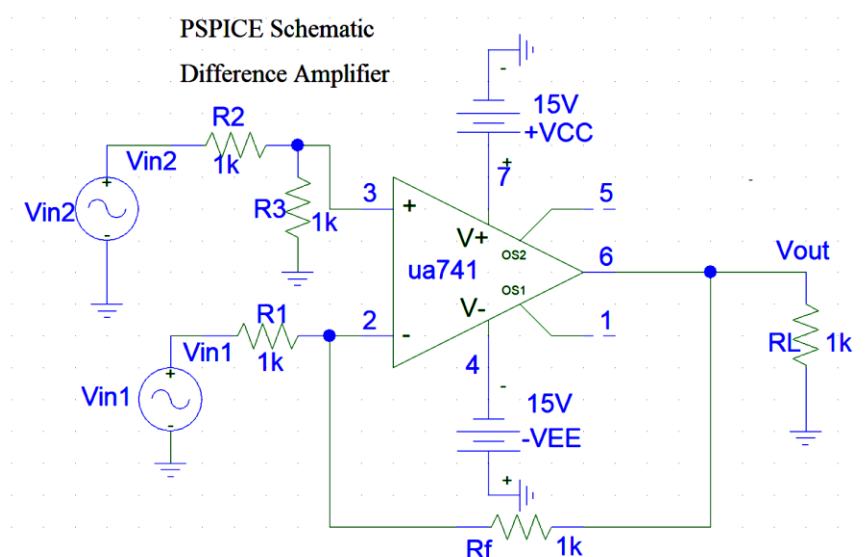 PSPICE Schematic
Difference Amplifier
-
15V
+VCC
+
7
R2
Vin2
1k
+
Vin2
-
R3
1k
3
+
5
V+
OS2
6
Vout
ua741
OS1
V-
2
-
1
R1
Vin1
1k
+
Vin1
-
4
RL
1k
-
15V
-VEE
+
Rf
1k